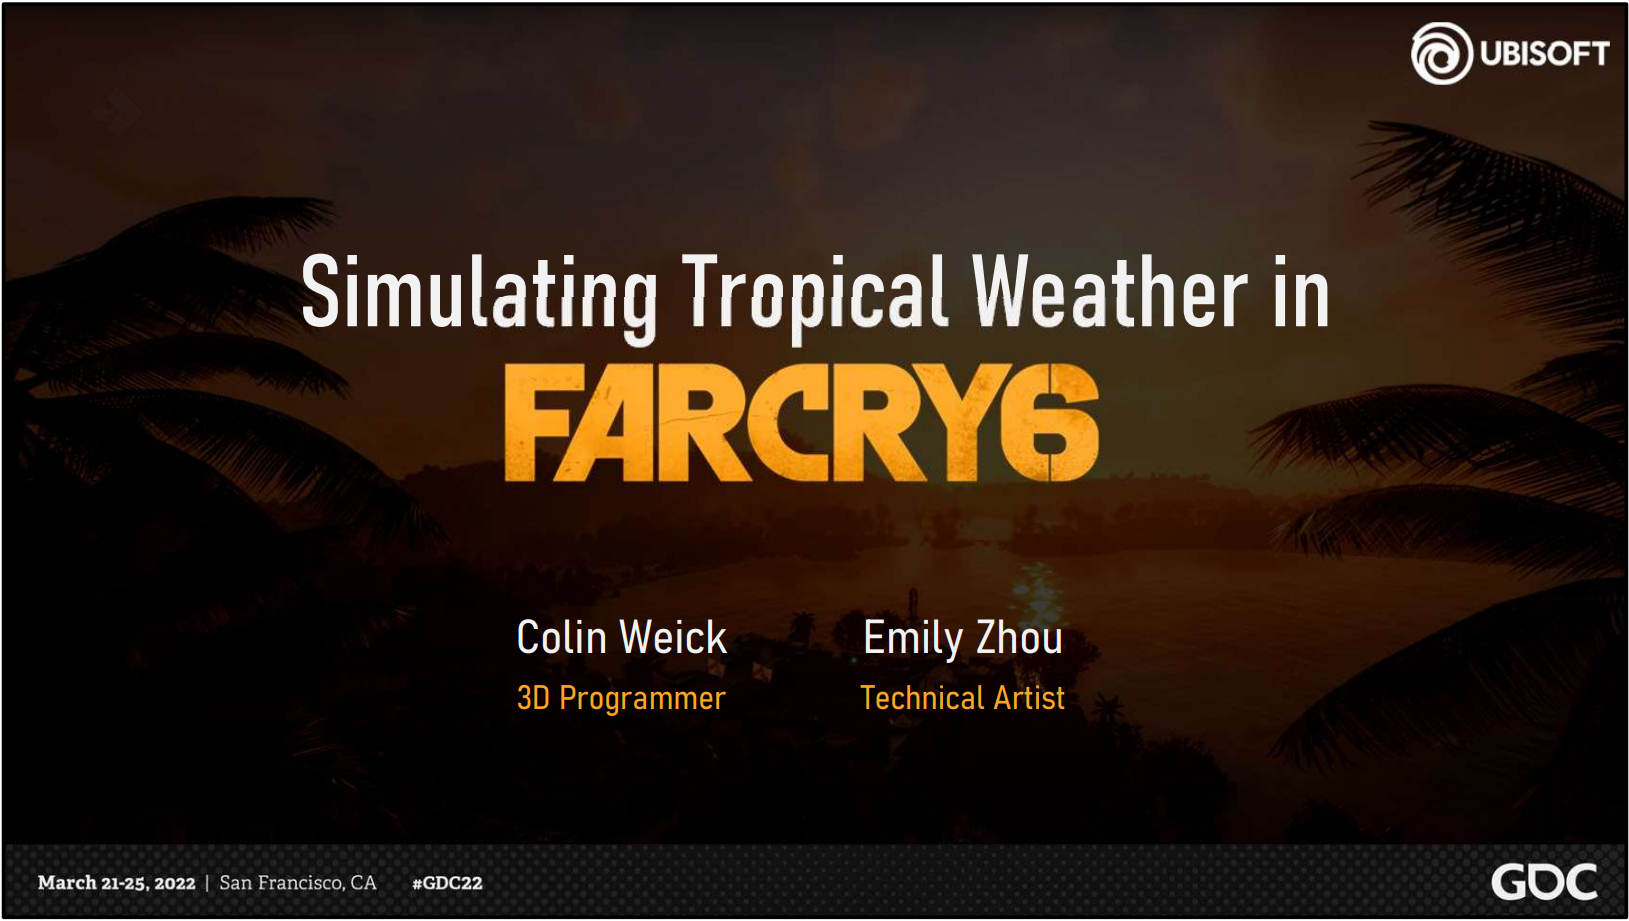 UBISOFT
Simulating Tropical Weather in
FARCRY6
Colin Weick
Emily Zhou
3D Programmer
Technical Artist
March 21-25, 2022 | San Francisco, CA #GDC22
GDC